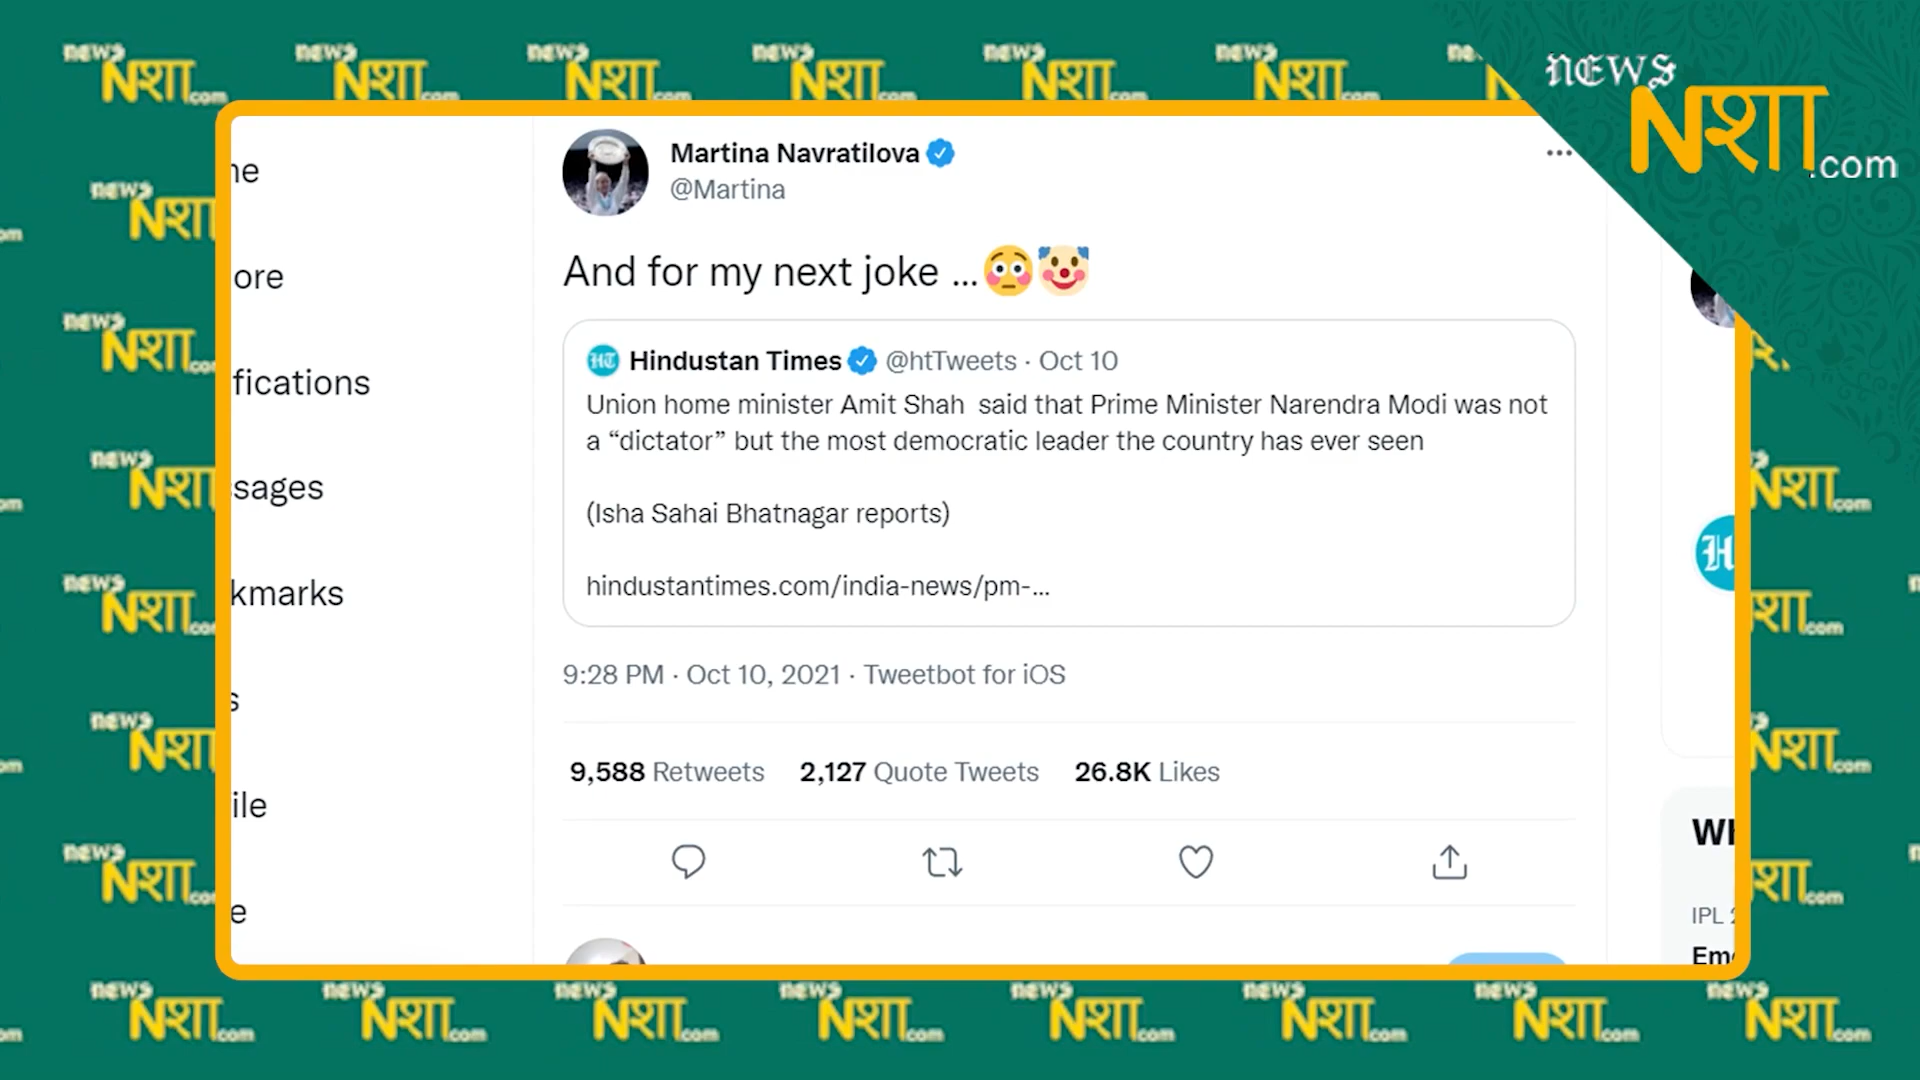 news
Nशा.com
ne
ore
fications
ssages
kmarks
s
ile
e
Martina Navratilova
@Martina
And for my next joke ...😳🤡
Hindustan Times @htTweets · Oct 10
Union home minister Amit Shah  said that Prime Minister Narendra Modi was not
a “dictator” but the most democratic leader the country has ever seen
(Isha Sahai Bhatnagar reports)
hindustantimes.com/india-news/pm-...
9:28 PM · Oct 10, 2021 · Tweetbot for iOS
9,588 Retweets 2,127 Quote Tweets 26.8K Likes
IPL